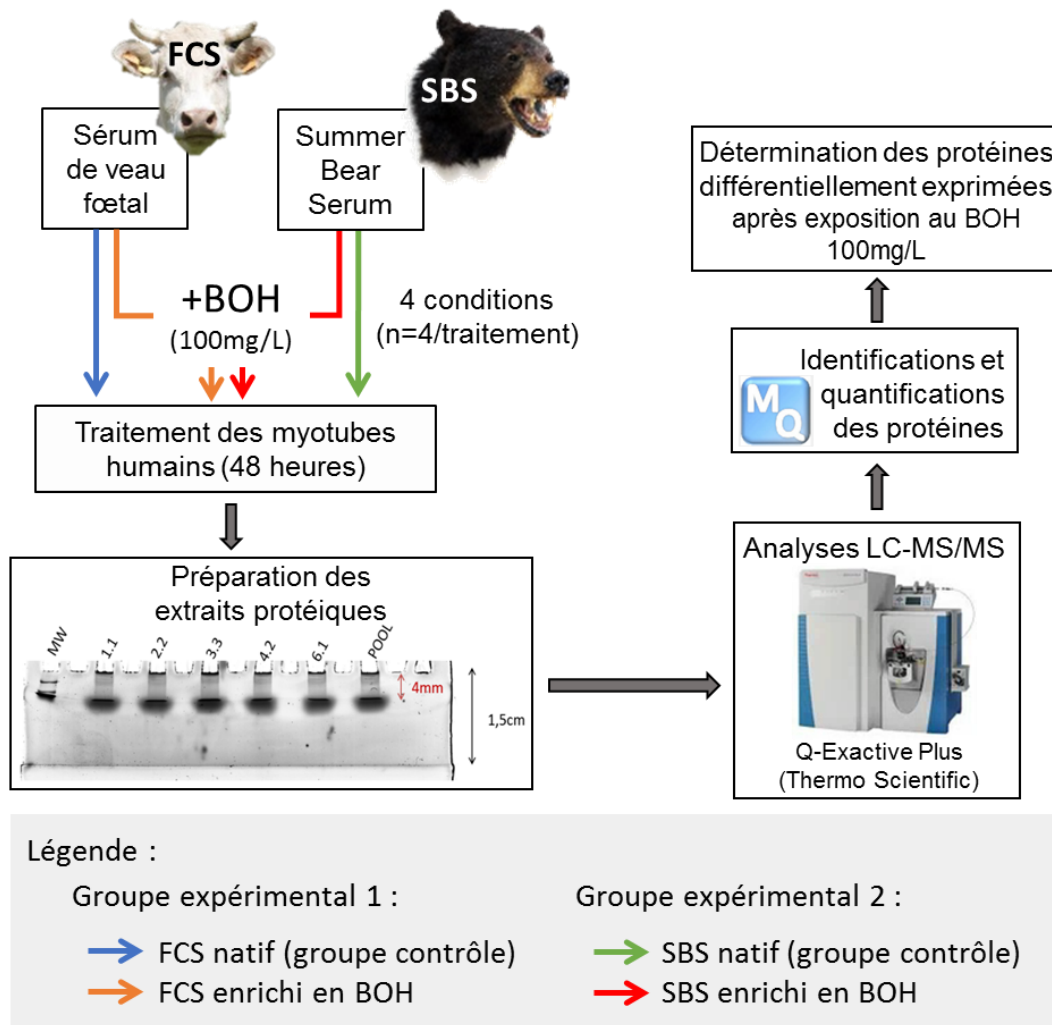 FCS
SBS
Sérum
de veau
fœtal
Summer
Bear
Serum
+BOH
(100mg/L)
4 conditions
(n=4/traitement)
Traitement des myotubes
humains (48 heures)
Préparation des
extraits protéiques
MW
1.1
2.2
3.3
4.2
6.1
POOL
4mm
1,5cm
Détermination des protéines
différentiellement exprimées
après exposition au BOH
100mg/L
Identifications et
quantifications
des protéines
M
Q
Analyses LC-MS/MS
Q-Exactive Plus
(Thermo Scientific)
Légende :
Groupe expérimental 1 :
FCS natif (groupe contrôle)
FCS enrichi en BOH
Groupe expérimental 2 :
SBS natif (groupe contrôle)
SBS enrichi en BOH